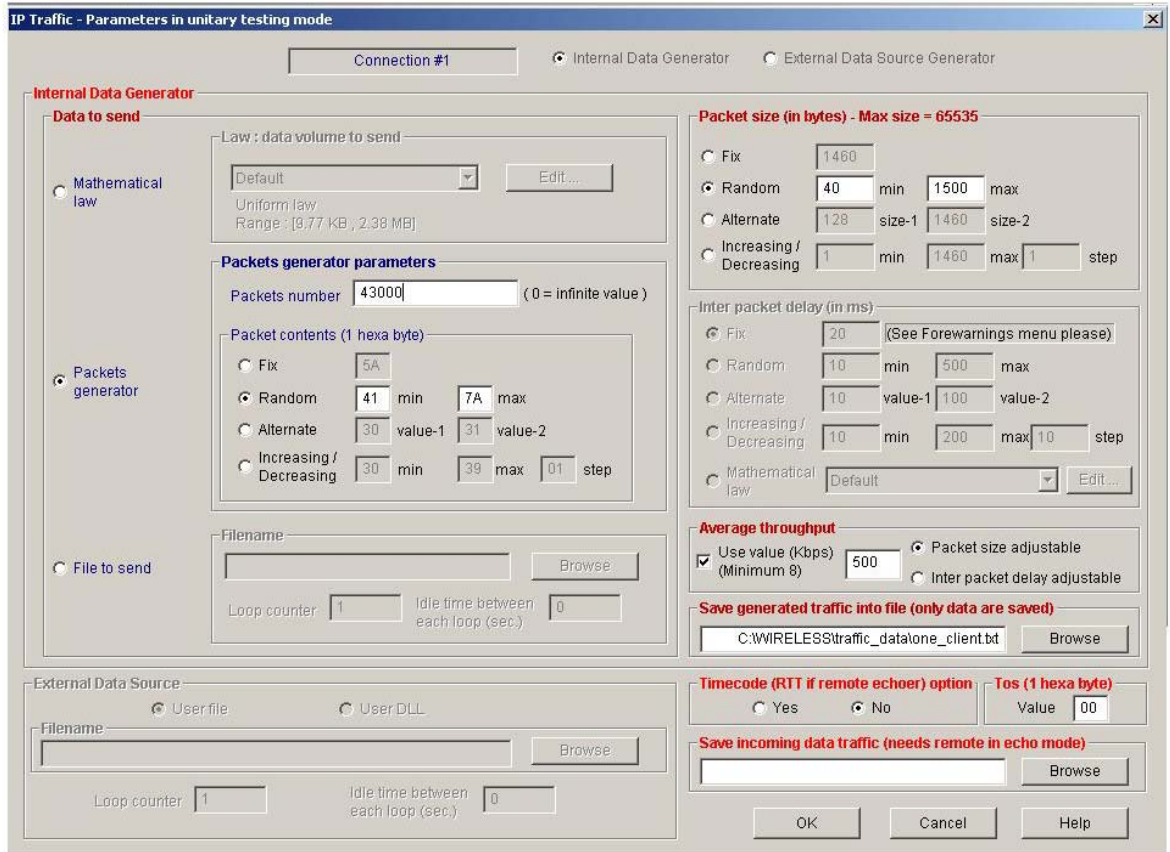 IP Traffic - Parameters in unitary testing mode
Connection #1
Internal Data Generator
External Data Source Generator
Internal Data Generator
Data to send
Mathematical
law
Law : data volume to send
Default
Edit ...
Uniform law
Range : [9.77 KB , 2.38 MB]
Packets
generator
Packets generator parameters
Packets number 43000 ( 0 = infinite value )
Packet contents (1 hexa byte)
Fix 5A
Random 41 min 7A max
Alternate 30 value-1 31 value-2
Increasing /
Decreasing 30 min 39 max 01 step
File to send
Filename
Browse
Loop counter 1 Idle time between
each loop (sec.) 0
Packet size (in bytes) - Max size = 65535
Fix 1460
Random 40 min 1500 max
Alternate 128 size-1 1460 size-2
Increasing /
Decreasing 1 min 1460 max 1 step
Inter packet delay (in ms)
Fix 20 (See Forewarnings menu please)
Random 10 min 500 max
Alternate 10 value-1 100 value-2
Increasing /
Decreasing 10 min 200 max 10 step
Mathematical
law Default Edit ...
Average throughput
Use value (Kbps)
(Minimum 8) 500
Packet size adjustable
Inter packet delay adjustable
Save generated traffic into file (only data are saved)
C:\WIRELESS\traffic_data\one_client.txt Browse
External Data Source
User file User DLL
Filename
Browse
Loop counter 1 Idle time between
each loop (sec.) 0
Timecode (RTT if remote echoer) option
Yes No
Tos (1 hexa byte)
Value 00
Save incoming data traffic (needs remote in echo mode)
Browse
OK Cancel Help